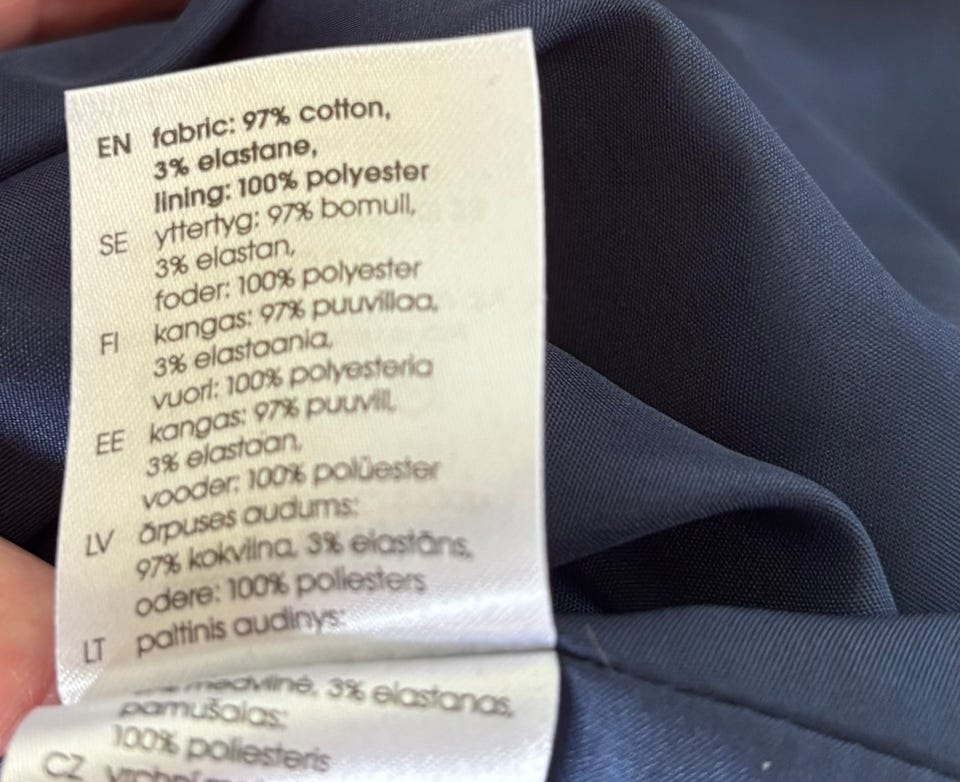 EN fabric: 97% cotton,
3% elastane,
lining: 100% polyester
SE yttertyg: 97% bomull,
3% elastan,
foder: 100% polyester
FI kangas: 97% puuvillaa,
3% elastaania,
vuori: 100% polyesteria
EE kangas: 97% puuvill,
3% elastaan,
vooder: 100% polüester
LV ārpuses audums:
97% kokvilna, 3% elastāns,
odere: 100% poliesters
LT paltinis audinys:
medvilnė, 3% elastanas,
pamušalas:
100% poliesteris
CZ vrchní